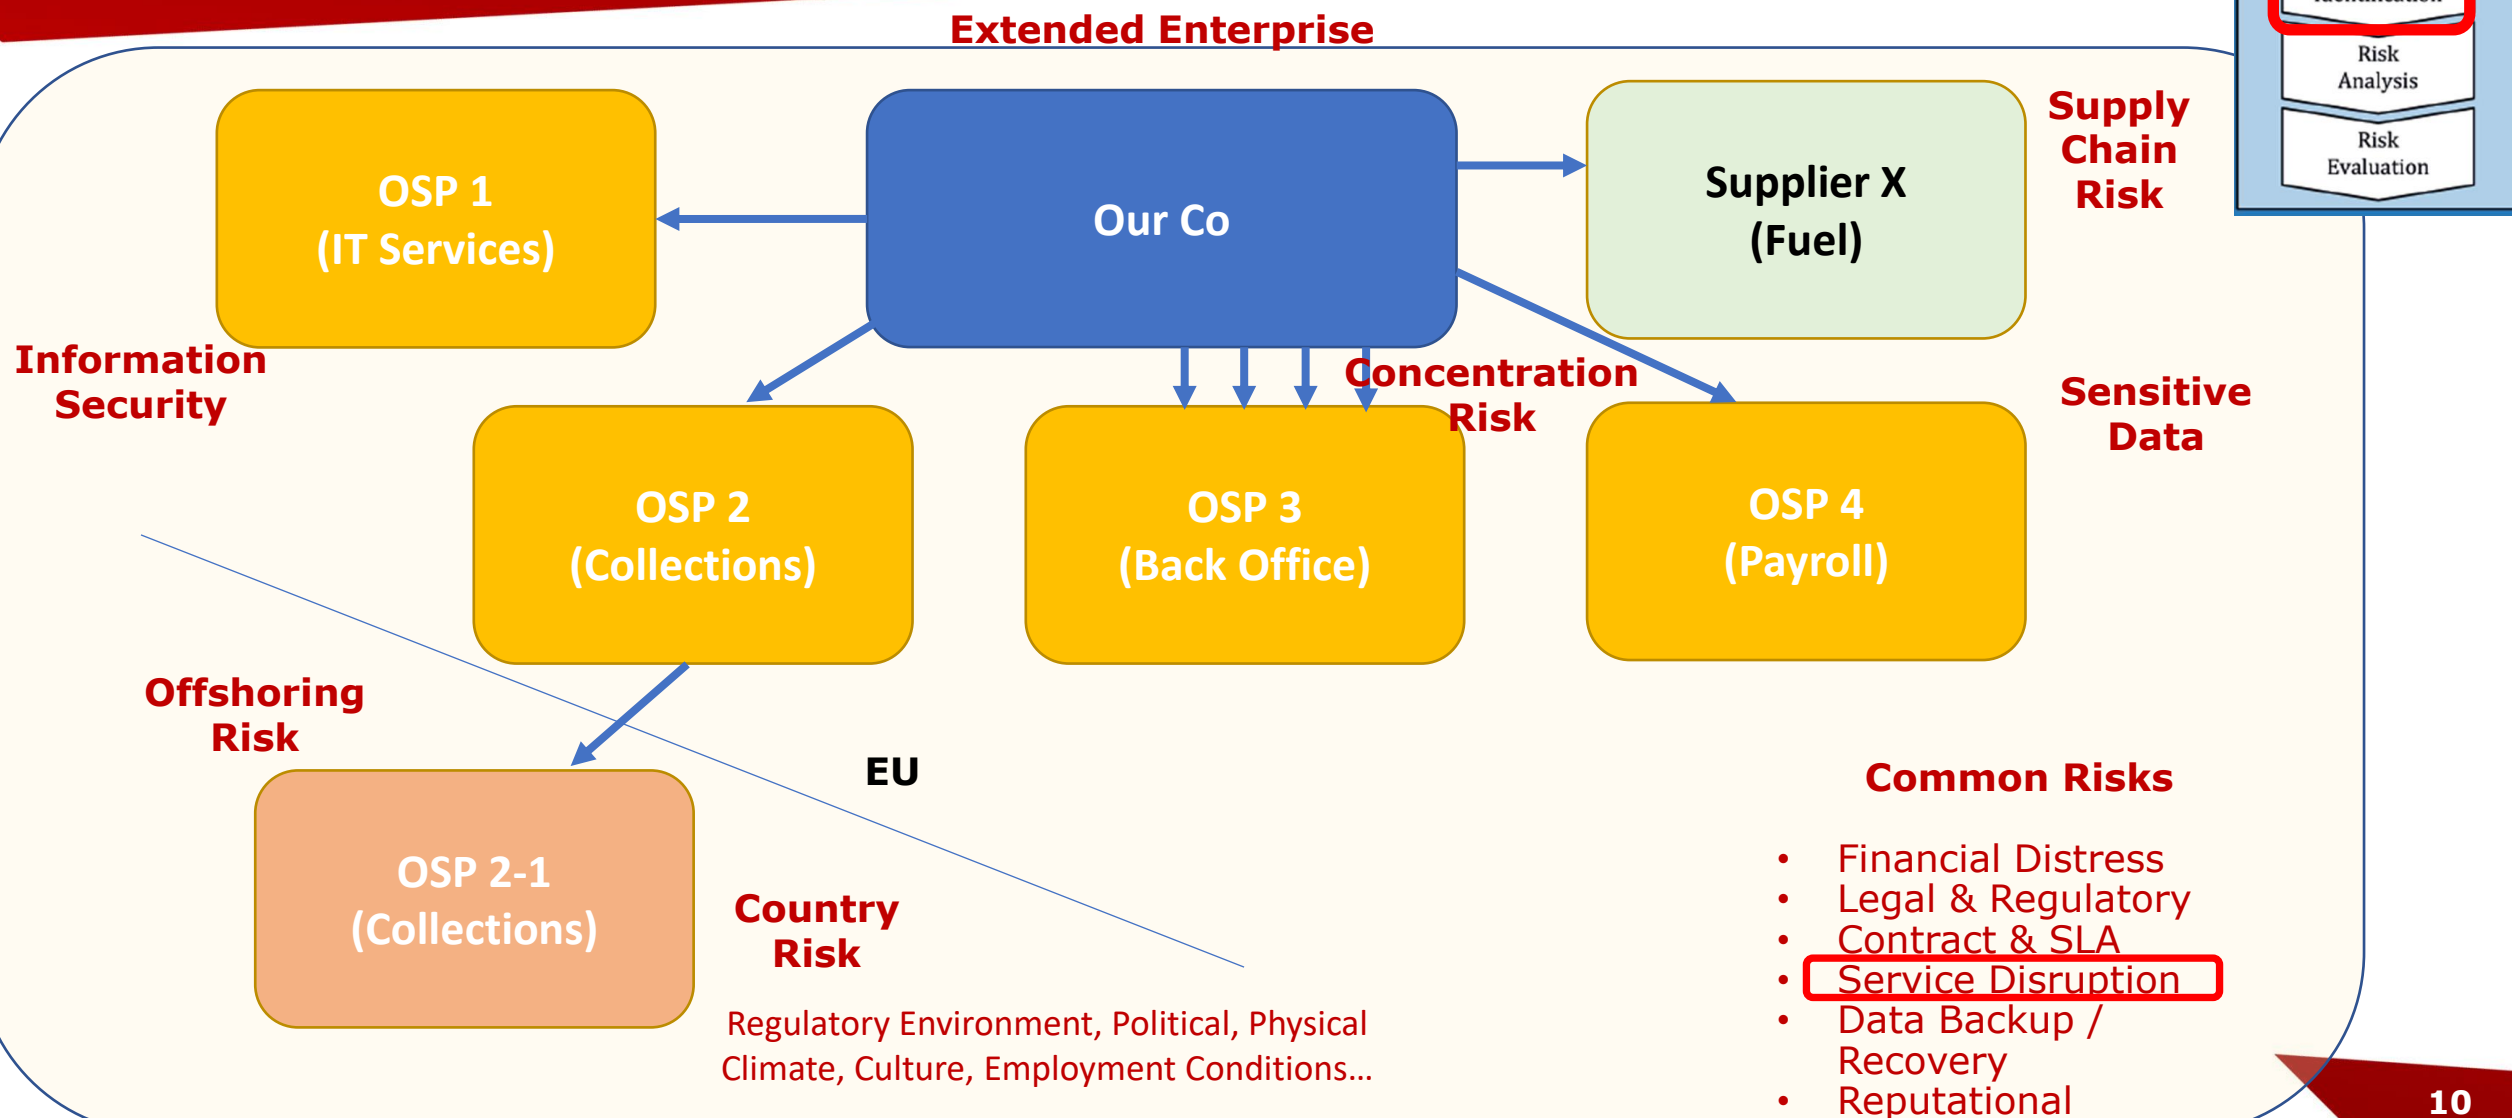 Extended Enterprise
Identification
Risk
Analysis
Risk
Evaluation
OSP 1
(IT Services)
Our Co
Supplier X
(Fuel)
Supply
Chain
Risk
Information
Security
Concentration
Risk
Sensitive
Data
OSP 2
(Collections)
OSP 3
(Back Office)
OSP 4
(Payroll)
Offshoring
Risk
EU
OSP 2-1
(Collections)
Country
Risk
Regulatory Environment, Political, Physical
Climate, Culture, Employment Conditions...
Common Risks
• Financial Distress
• Legal & Regulatory
• Contract & SLA
• Service Disruption
• Data Backup /
Recovery
• Reputational
10